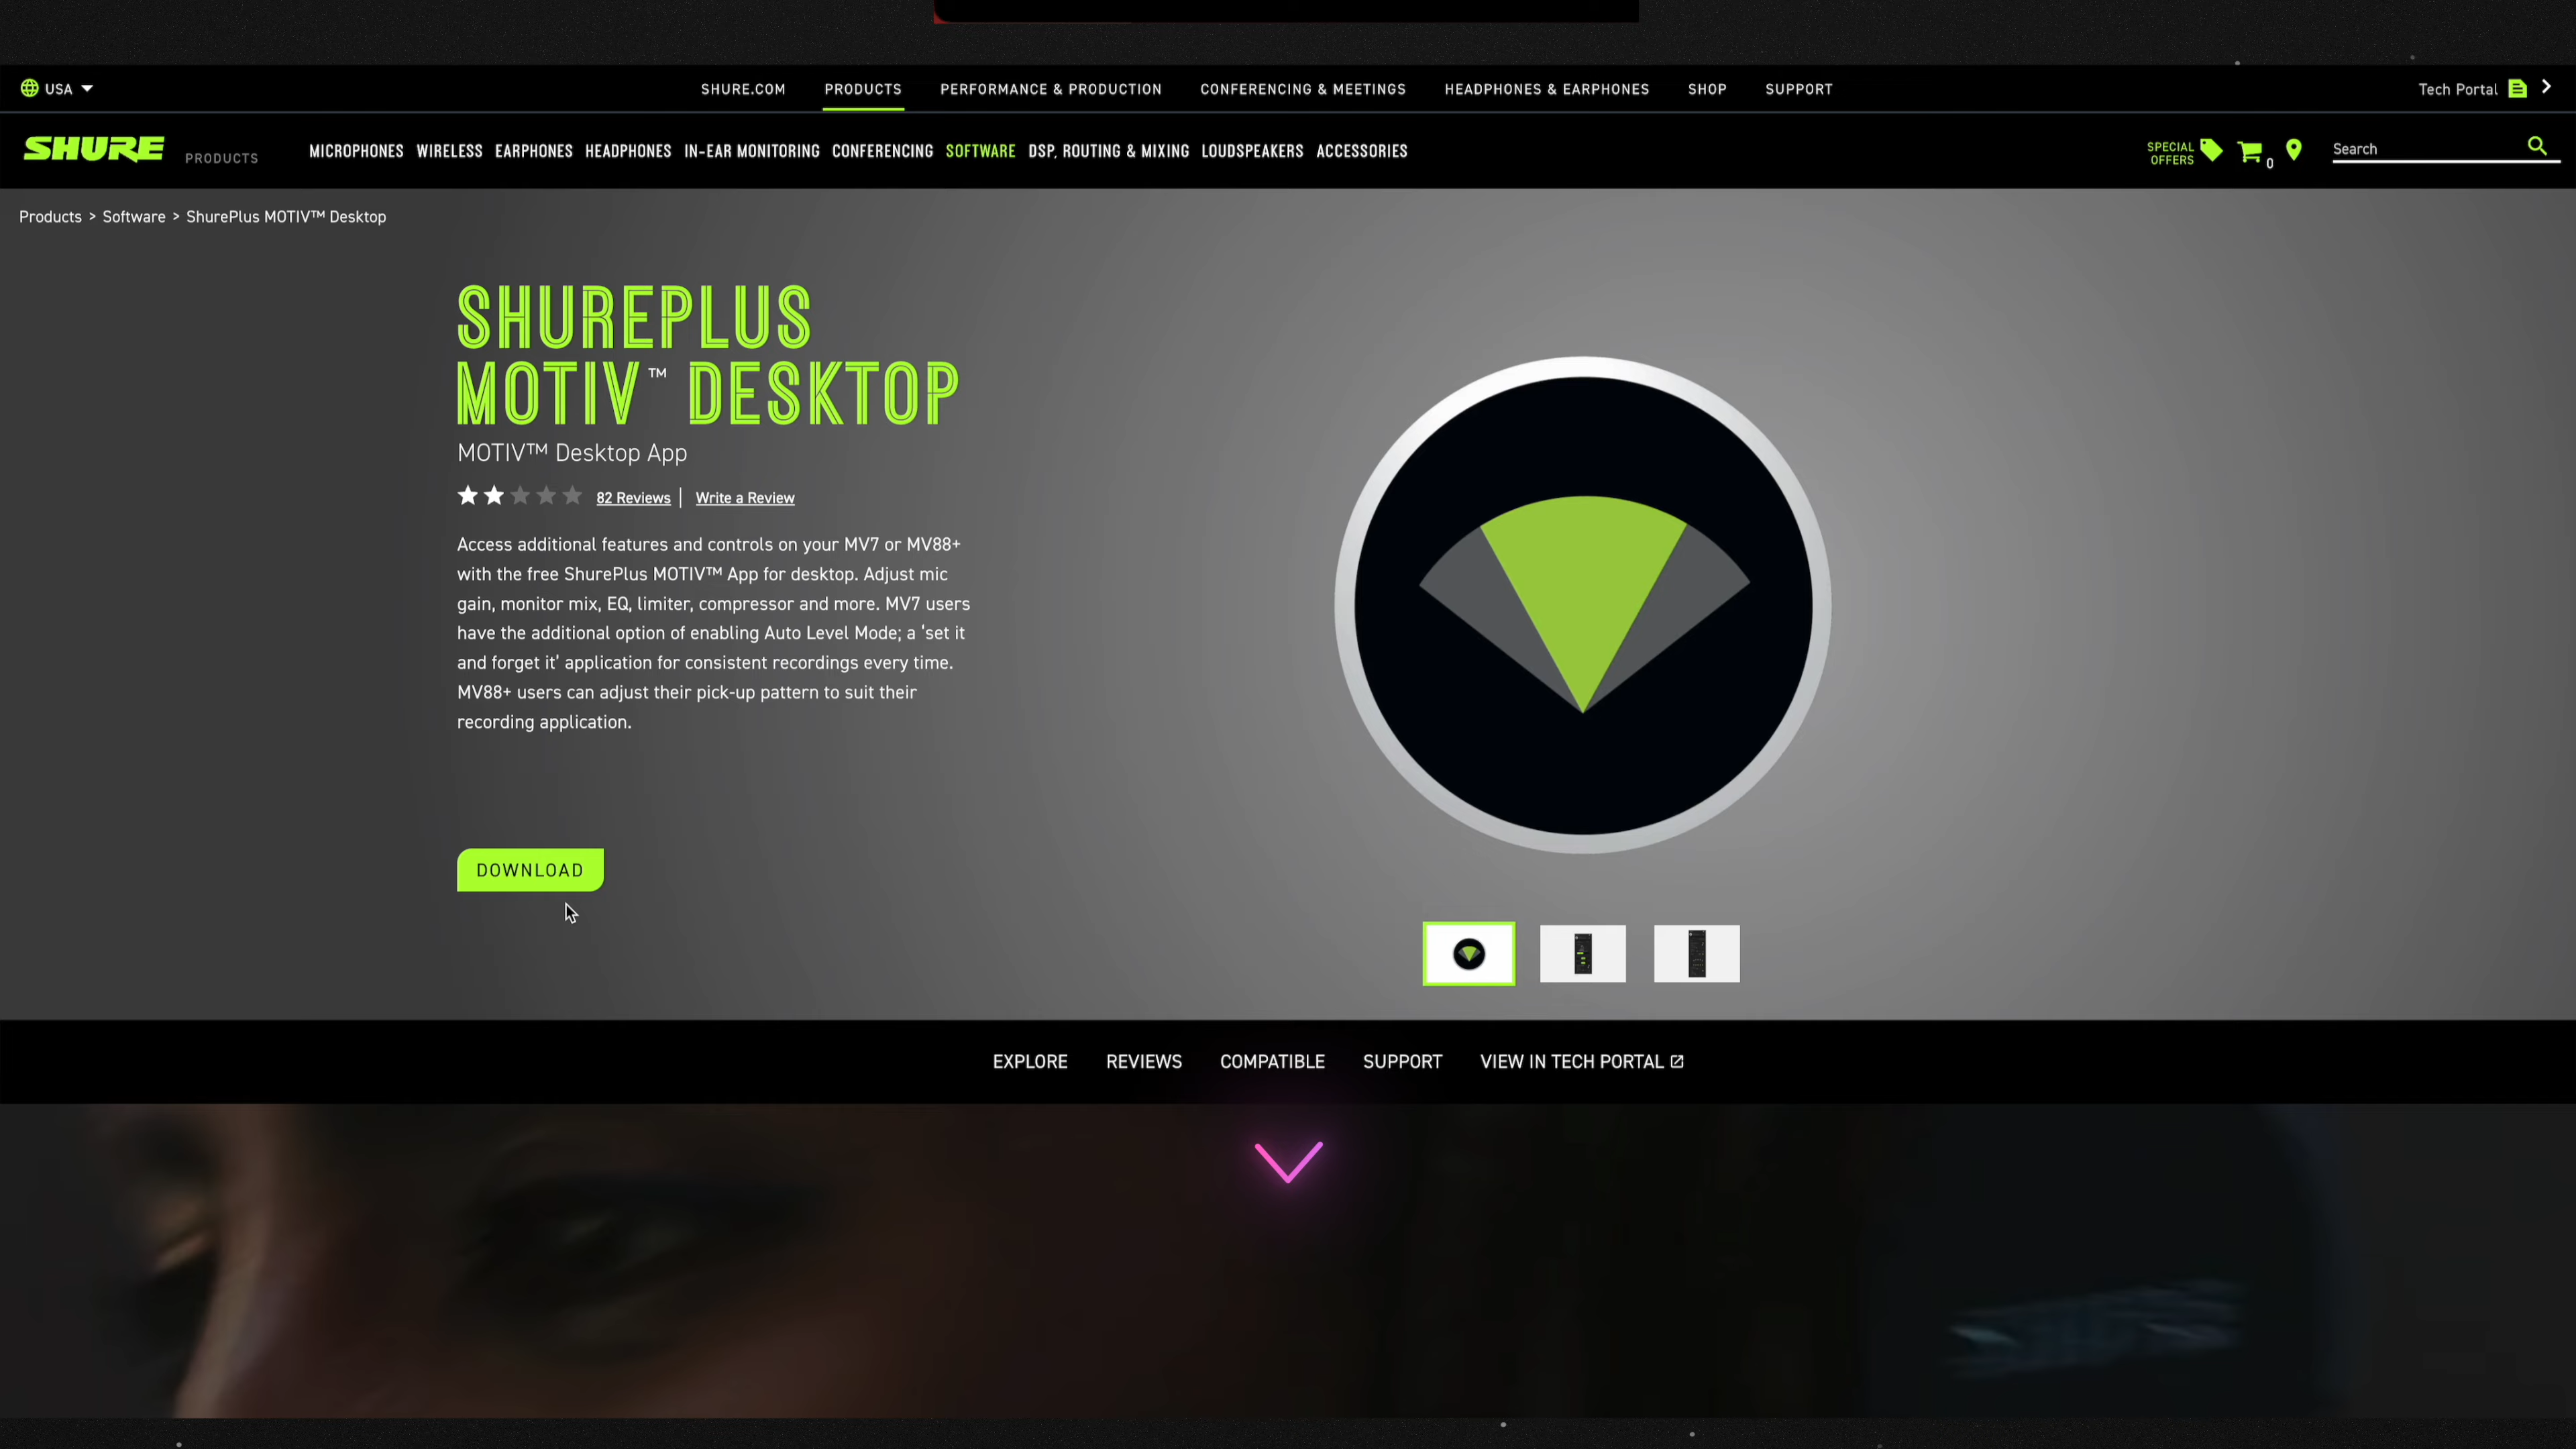 USA
SHURE.COM PRODUCTS PERFORMANCE & PRODUCTION CONFERENCING & MEETINGS HEADPHONES & EARPHONES SHOP SUPPORT
Tech Portal
SHURE PRODUCTS
MICROPHONES WIRELESS EARPHONES HEADPHONES IN-EAR MONITORING CONFERENCING SOFTWARE DSP, ROUTING & MIXING LOUDSPEAKERS ACCESSORIES
SPECIAL
OFFERS
0
Search
Products > Software > ShurePlus MOTIV™ Desktop
SHUREPLUS
MOTIV™ DESKTOP
MOTIV™ Desktop App
82 Reviews | Write a Review
Access additional features and controls on your MV7 or MV88+
with the free ShurePlus MOTIV™ App for desktop. Adjust mic
gain, monitor mix, EQ, limiter, compressor and more. MV7 users
have the additional option of enabling Auto Level Mode; a ‘set it
and forget it’ application for consistent recordings every time.
MV88+ users can adjust their pick-up pattern to suit their
recording application.
DOWNLOAD
EXPLORE REVIEWS COMPATIBLE SUPPORT VIEW IN TECH PORTAL